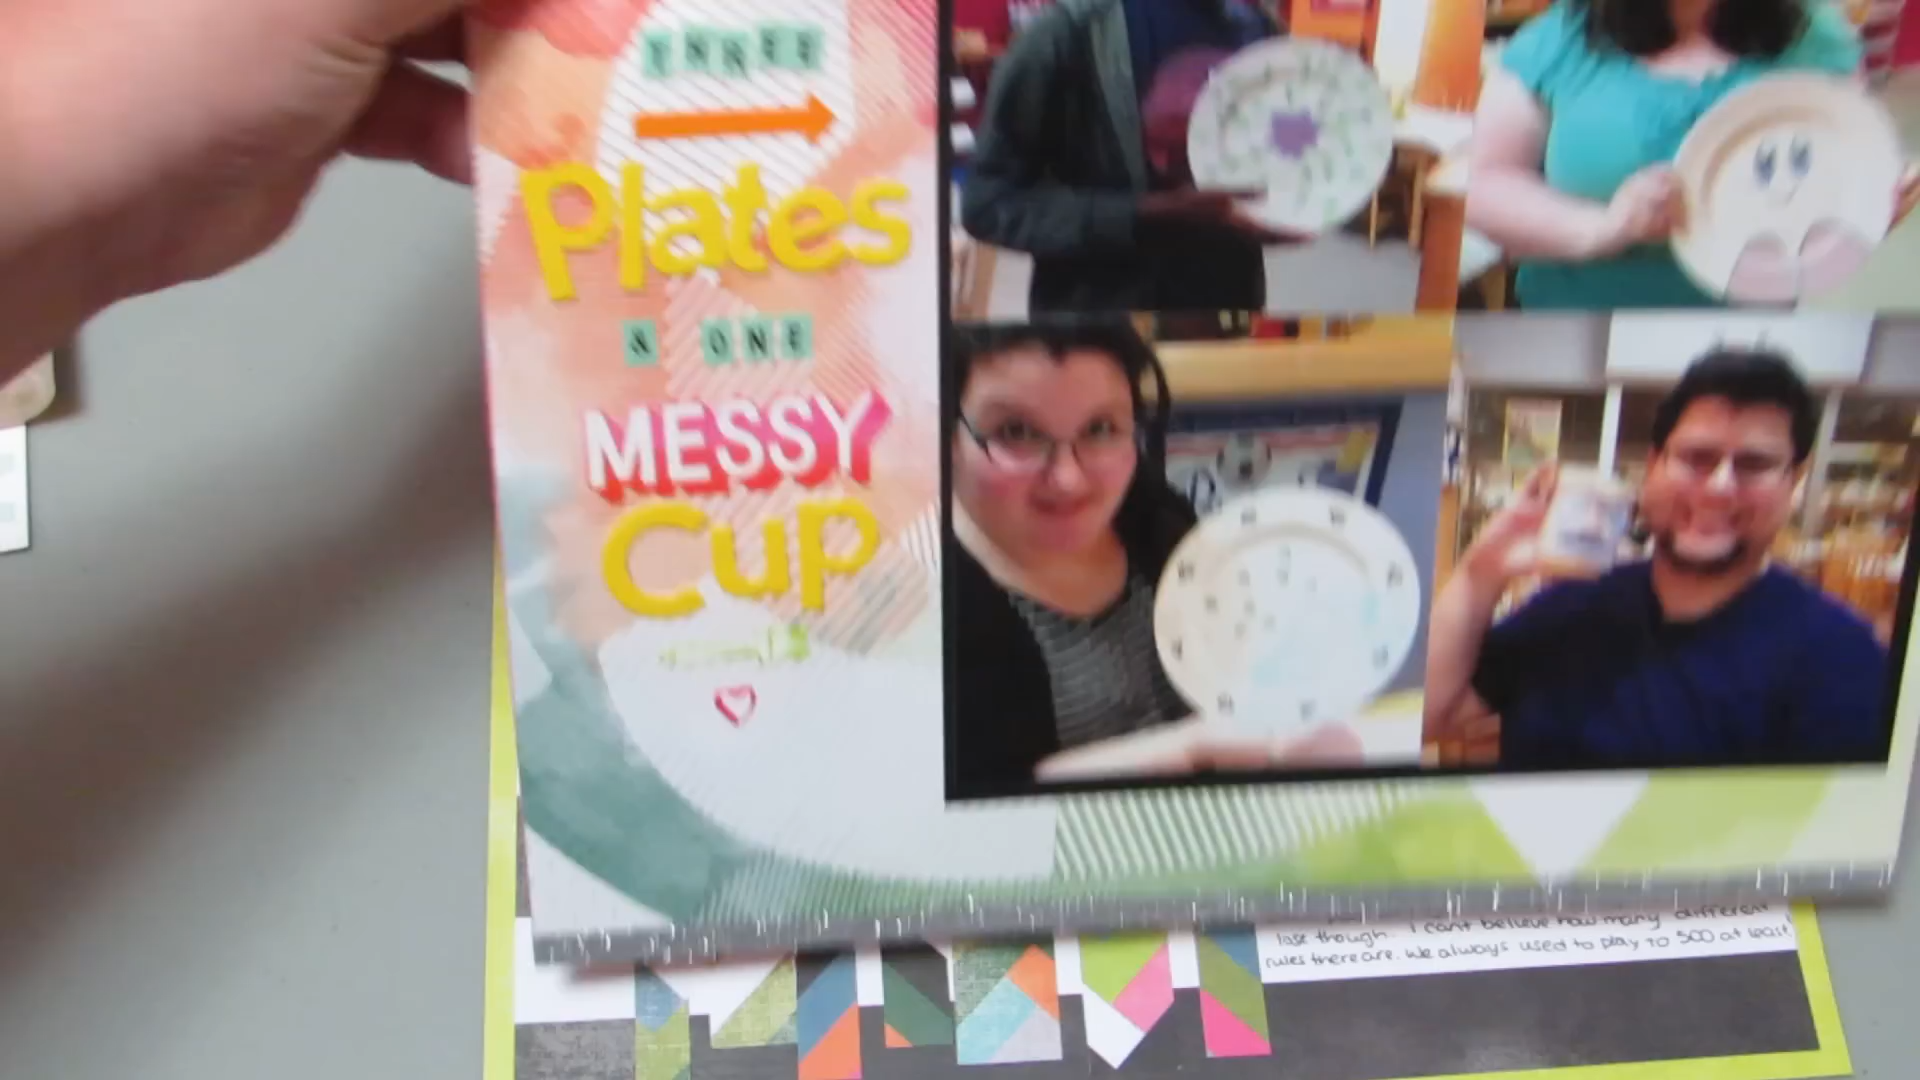 THREE
Plates
& ONE
MESSY
Cup
lose though. I can't believe how many different
rules there are. We always used to play to 500 at least!